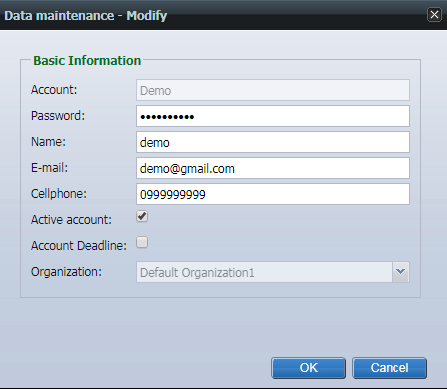 Data maintenance - Modify
Basic Information
Account: Demo
Password: ••••••••••
Name: demo
E-mail: demo@gmail.com
Cellphone: 0999999999
Active account:
Account Deadline:
Organization: Default Organization1
OK Cancel